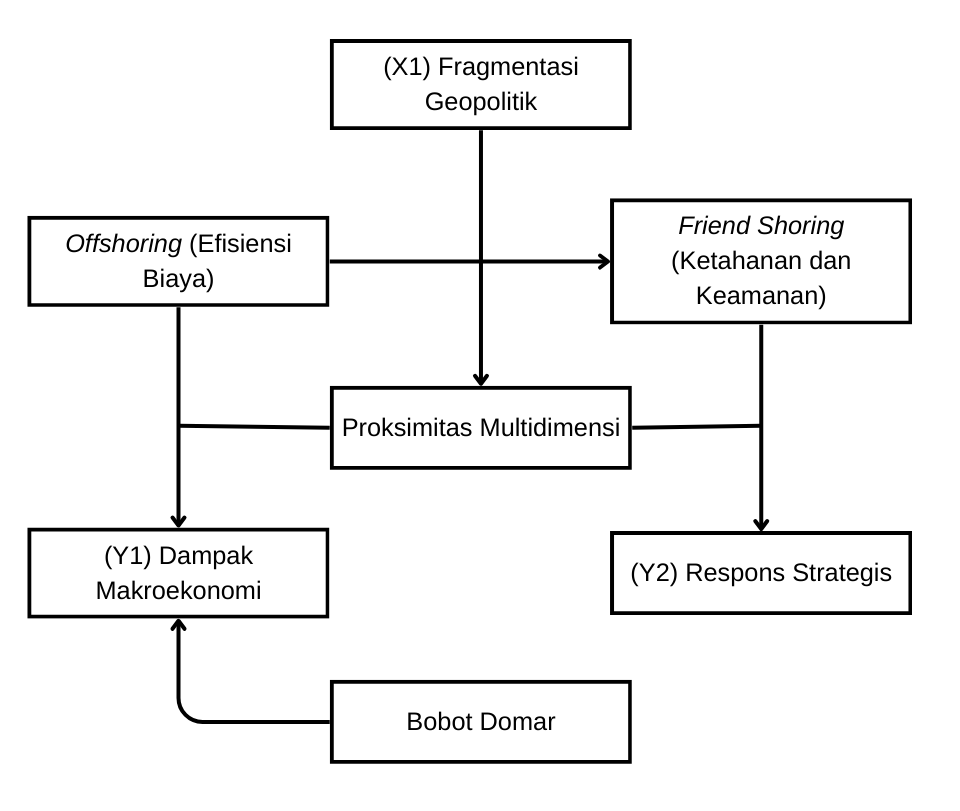 (X1) Fragmentasi
Geopolitik
Offshoring (Efisiensi
Biaya)
Friend Shoring
(Ketahanan dan
Keamanan)
Proksimitas Multidimensi
(Y1) Dampak
Makroekonomi
(Y2) Respons Strategis
Bobot Domar